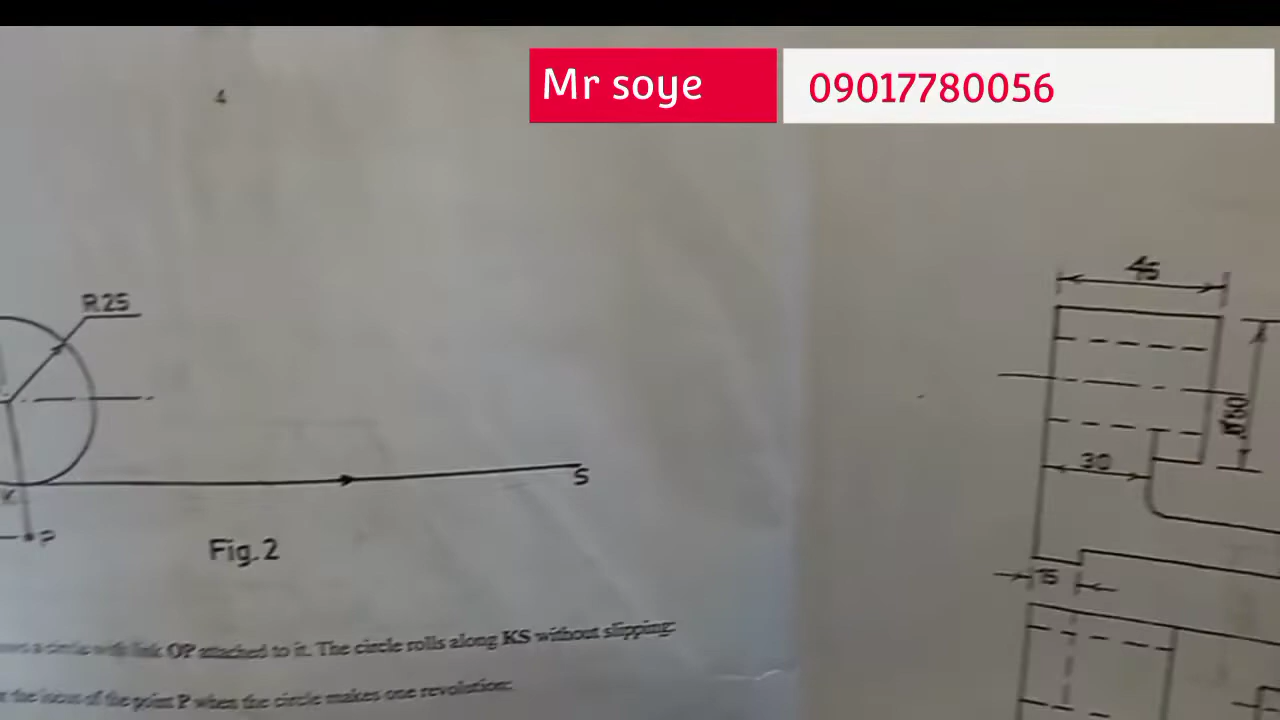 Mr soye
09017780056
4
R25
S
K
P
Fig.2
a circle with link OP attached to it. The circle rolls along KS without slipping:
the locus of the point P when the circle makes one revolution:
45
ø50
30
15